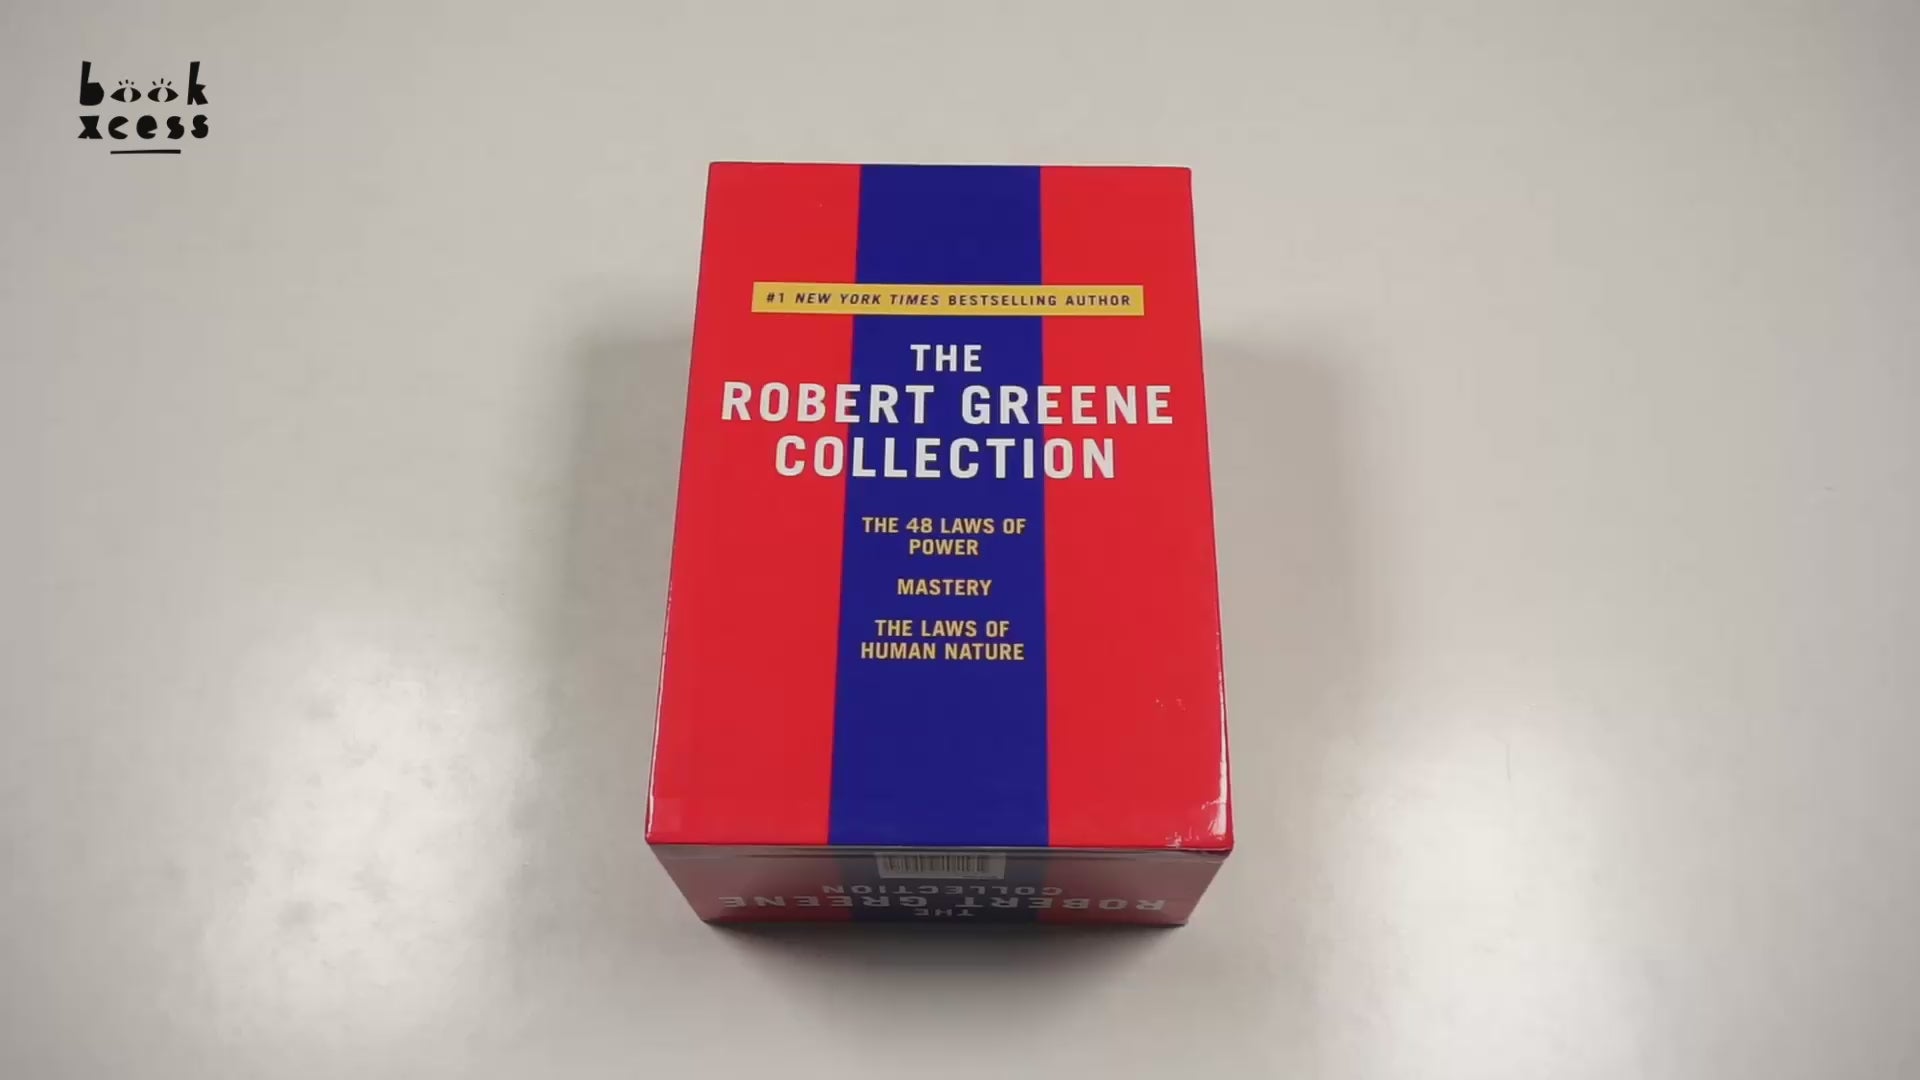 book
xcess
#1 NEW YORK TIMES BESTSELLING AUTHOR
THE
ROBERT GREENE
COLLECTION
THE 48 LAWS OF
POWER
MASTERY
THE LAWS OF
HUMAN NATURE
THE
ROBERT GREENE
COLLECTION